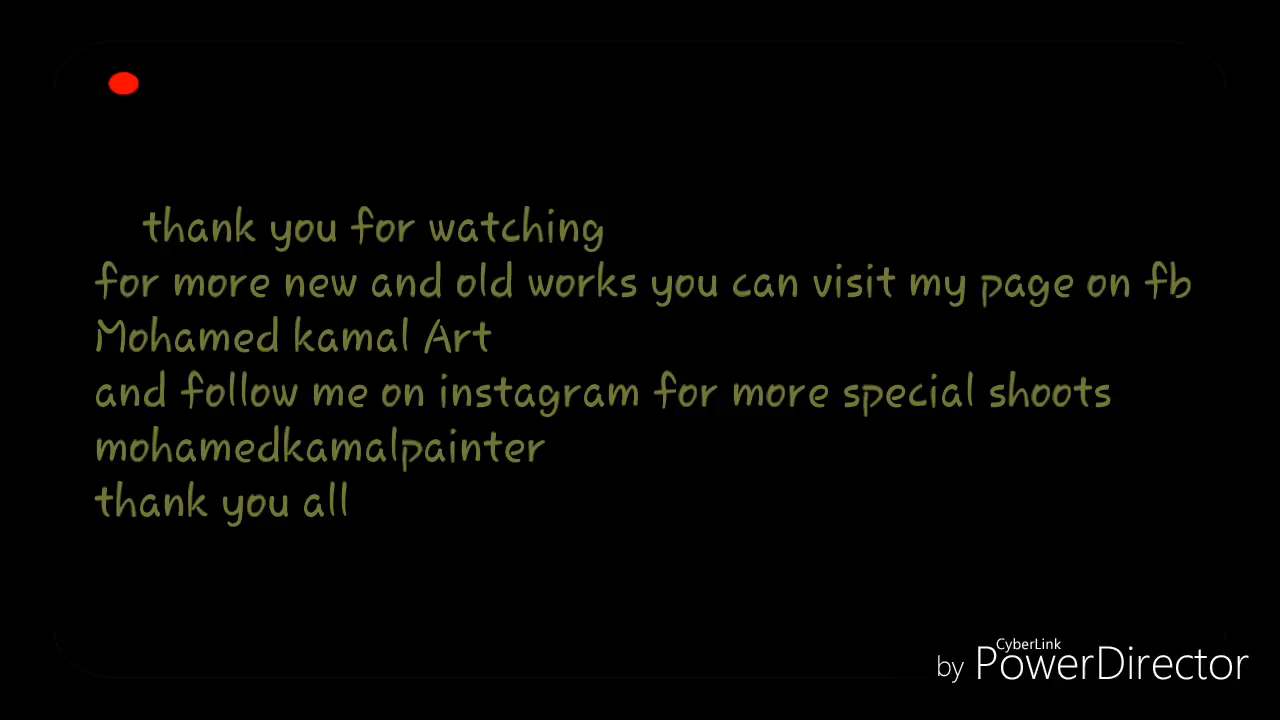 thank you for watching
for more new and old works you can visit my page on fb
Mohamed kamal Art
and follow me on instagram for more special shoots
mohamedkamalpainter
thank you all
CyberLink
by PowerDirector